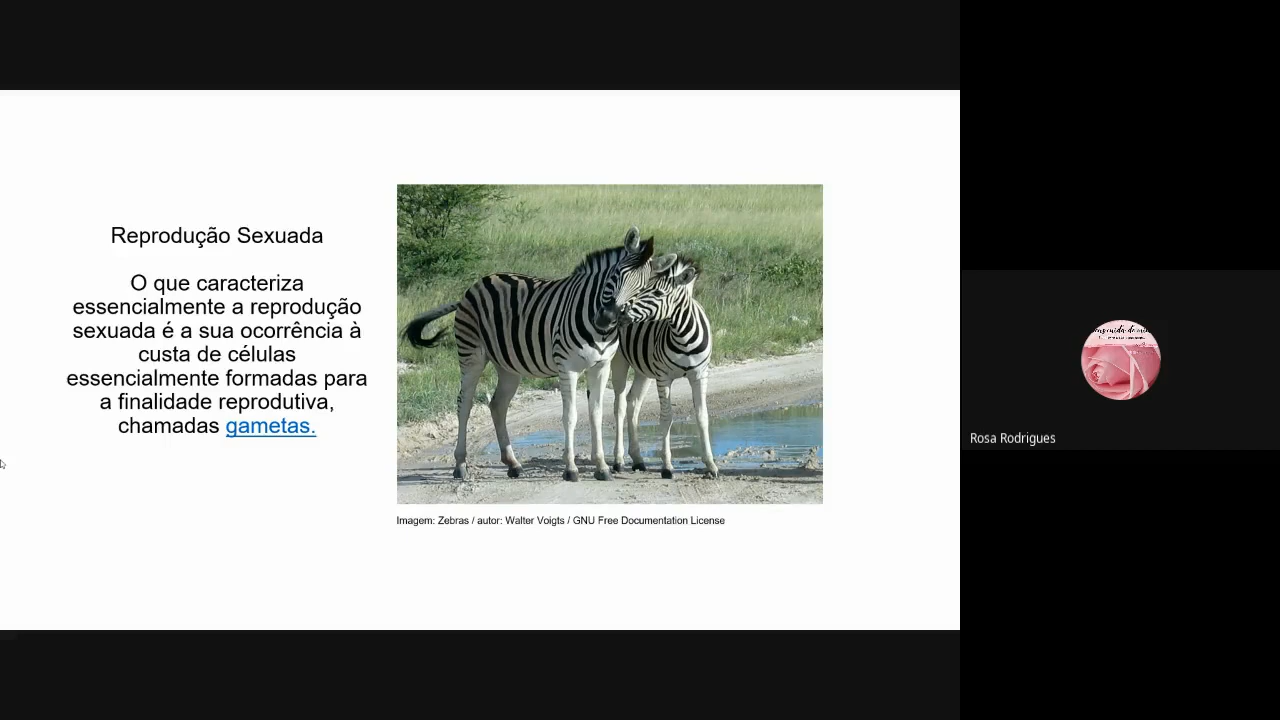 Reprodução Sexuada
O que caracteriza
essencialmente a reprodução
sexuada é a sua ocorrência à
custa de células
essencialmente formadas para
a finalidade reprodutiva,
chamadas gametas.
Imagem: Zebras / autor: Walter Voigts / GNU Free Documentation License
Rosa Rodrigues